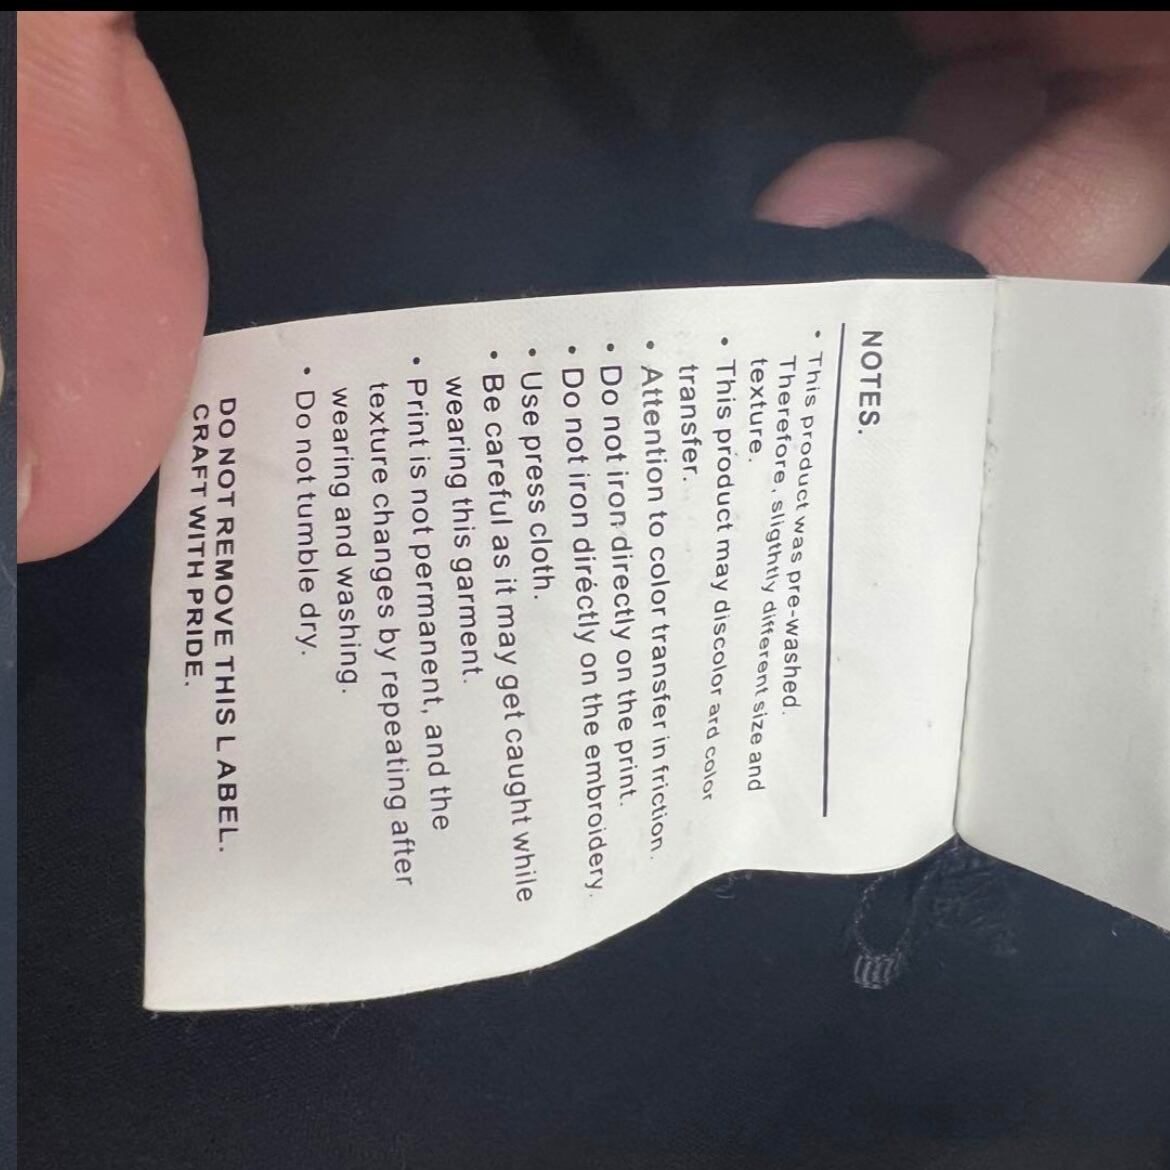 NOTES.
• This product was pre-washed.
Therefore, sligthtly different size and
texture.
• This product may discolor ard color
transfer.
• Attention to color transfer in friction.
• Do not iron directly on the print.
• Do not iron diréctly on the embroidery.
• Use press cloth.
• Be careful as it may get caught while
wearing this garment.
• Print is not permanent, and the
texture changes by repeating after
wearing and washing.
• Do not tumble dry.
DO NOT REMOVE THIS L ABEL.
CRAFT WITH PRIDE.